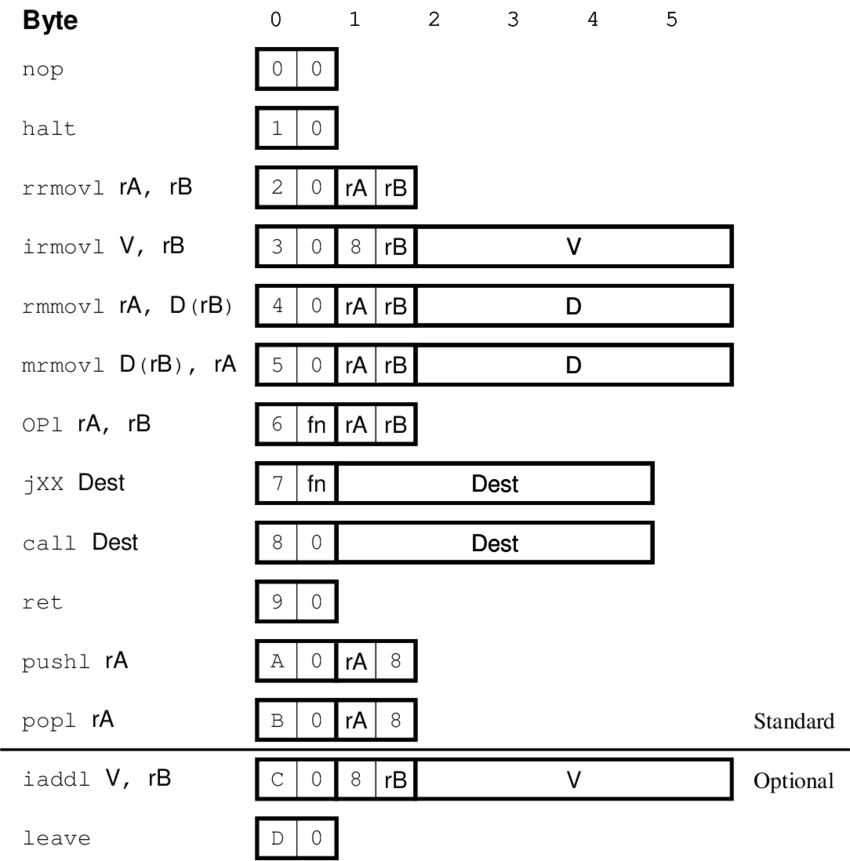 Byte 0 1 2 3 4 5
nop 0 0
halt 1 0
rrmovl rA, rB 2 0 rA rB
irmovl V, rB 3 0 8 rB V
rmmovl rA, D(rB) 4 0 rA rB D
mrmovl D(rB), rA 5 0 rA rB D
OPl rA, rB 6 fn rA rB
jXX Dest 7 fn Dest
call Dest 8 0 Dest
ret 9 0
pushl rA A 0 rA 8
popl rA B 0 rA 8 Standard
iaddl V, rB C 0 8 rB V Optional
leave D 0